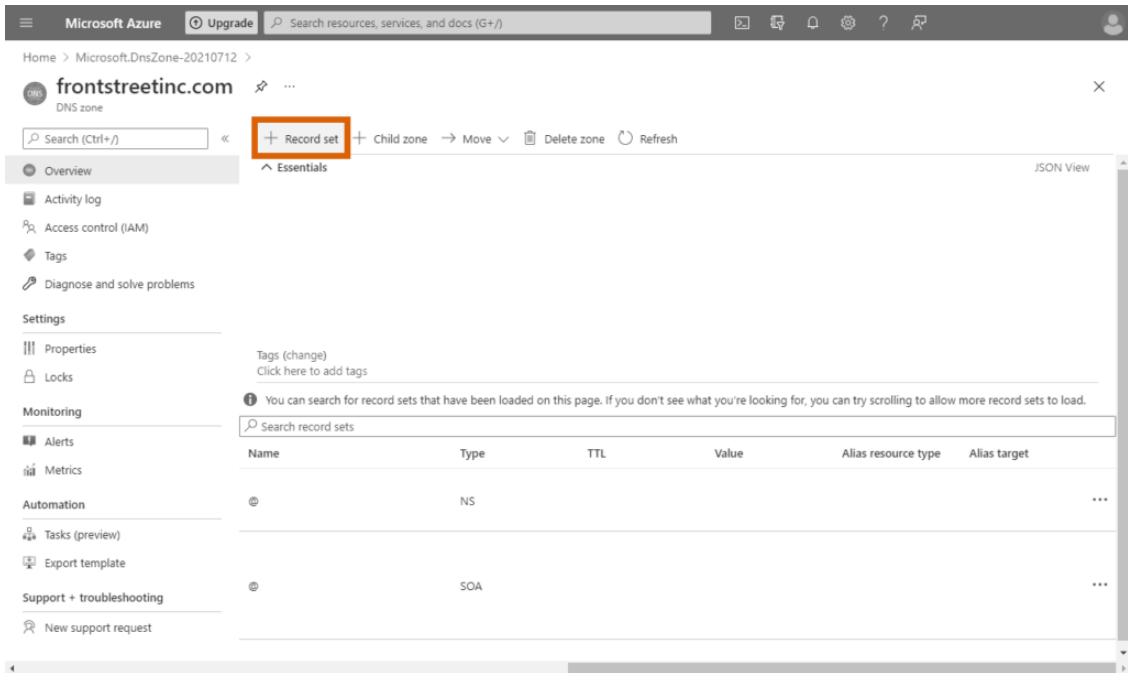 Microsoft Azure
Upgrade
Search resources, services, and docs (G+/)
Home > Microsoft.DnsZone-20210712 >
DNS
frontstreetinc.com
DNS zone
Search (Ctrl+/)
Record set
Child zone
Move
Delete zone
Refresh
Essentials
JSON View
Overview
Activity log
Access control (IAM)
Tags
Diagnose and solve problems
Settings
Properties
Locks
Monitoring
Alerts
Metrics
Automation
Tasks (preview)
Export template
Support + troubleshooting
New support request
Tags (change)
Click here to add tags
You can search for record sets that have been loaded on this page. If you don't see what you're looking for, you can try scrolling to allow more record sets to load.
Search record sets
Name Type TTL Value Alias resource type Alias target
@ NS
@ SOA